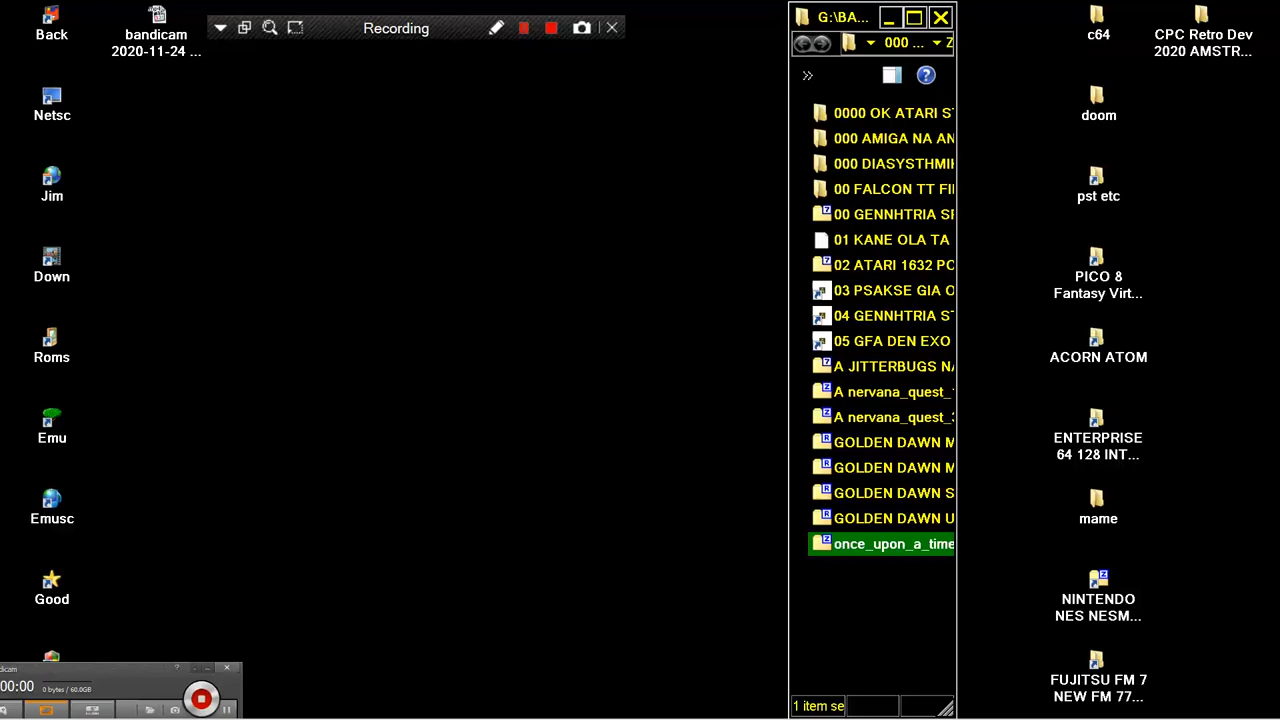 Back
Netsc
Jim
Down
Roms
Emu
Emusc
Good
bandicam
2020-11-24 ...
Recording
G:\BA...
000 ...
Z
»
0000 OK ATARI ST
000 AMIGA NA AN
000 DIASYSTHMIK
00 FALCON TT FI
00 GENNHTRIA SF
01 KANE OLA TA
02 ATARI 1632 PC
03 PSAKSE GIA O
04 GENNHTRIA ST
05 GFA DEN EXO
A JITTERBUGS NA
A nervana_quest_
A nervana_quest_
GOLDEN DAWN M
GOLDEN DAWN M
GOLDEN DAWN S
GOLDEN DAWN U
once_upon_a_time
1 item se
c64
doom
pst etc
PICO 8
Fantasy Virt...
ACORN ATOM
ENTERPRISE
64 128 INT...
mame
NINTENDO
NES NESM...
FUJITSU FM 7
NEW FM 77...
CPC Retro Dev
2020 AMSTR...
dicam
00:00
0 bytes / 60.0GB